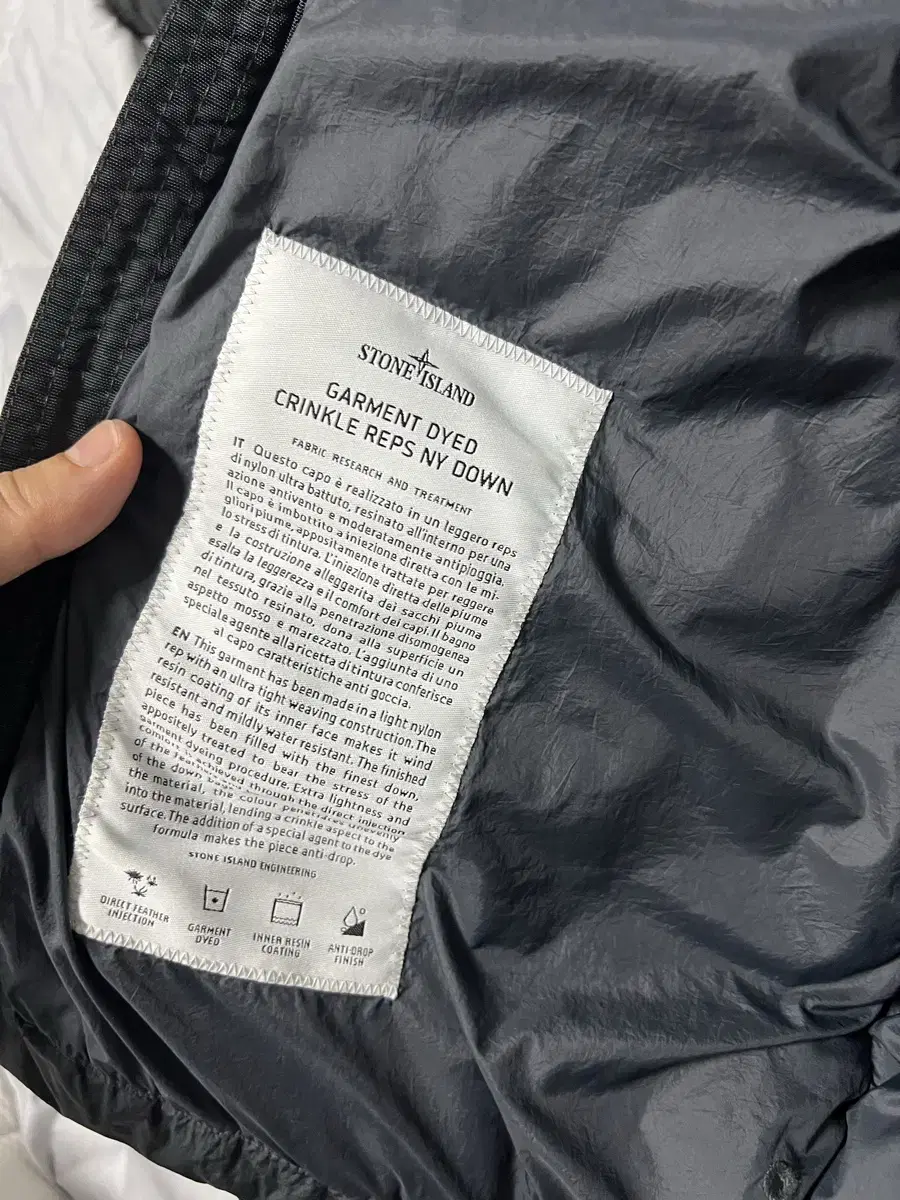 STONE ISLAND
GARMENT DYED
CRINKLE REPS NY DOWN
FABRIC RESEARCH AND TREATMENT
IT Questo capo è realizzato in un leggero reps
di nylon ultra battuto, resinato all'interno per una
azione antivento e moderatamente antipioggia.
Il capo è imbottito a iniezione diretta con le mi-
gliori piume, appositamente trattate per reggere
lo stress di tintura. L'iniezione diretta delle piume
e la costruzione alleggerita dei sacchi piuma
esalta la leggerezza e il comfort dei capi. Il bagno
di tintura, grazie alla penetrazione disomogenea
nel tessuto resinato, dona alla superficie un
aspetto mosso e marezzato. L'aggiunta di uno
speciale agente alla ricetta di tintura conferisce
al capo caratteristiche anti goccia.
EN This garment has been made in a light nylon
rep with an ultra tight weaving construction. The
resin coating of its inner face makes it wind
resistant and mildly water resistant. The finished
piece has been filled with the finest down,
appositely treated to bear the stress of the
garment dyeing procedure. Extra lightness and
comfort is achieved through the direct injection
of the feathers
of the down the colour penetrates unevenly
the material,
into the material, lending a crinkle aspect to the
surface. The addition of a special agent to the dye
formula makes the piece anti-drop.
STONE ISLAND ENGINEERING
DIRECT FEATHER
INJECTION
GARMENT
DYED
INNER RESIN
COATING
ANTI-DROP
FINISH